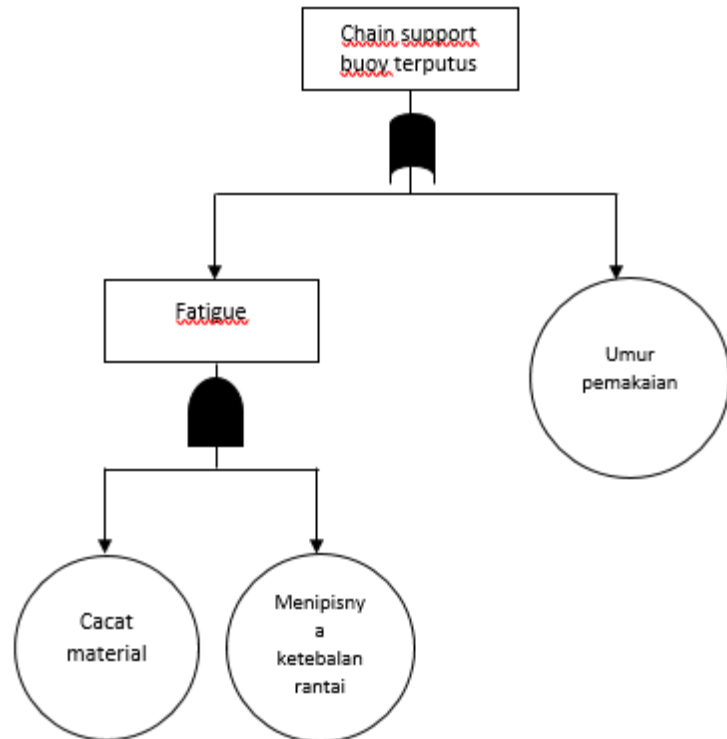 Chain support
buoy terputus
Fatigue
Umur
pemakaian
Cacat
material
Menipisny
a
ketebalan
rantai